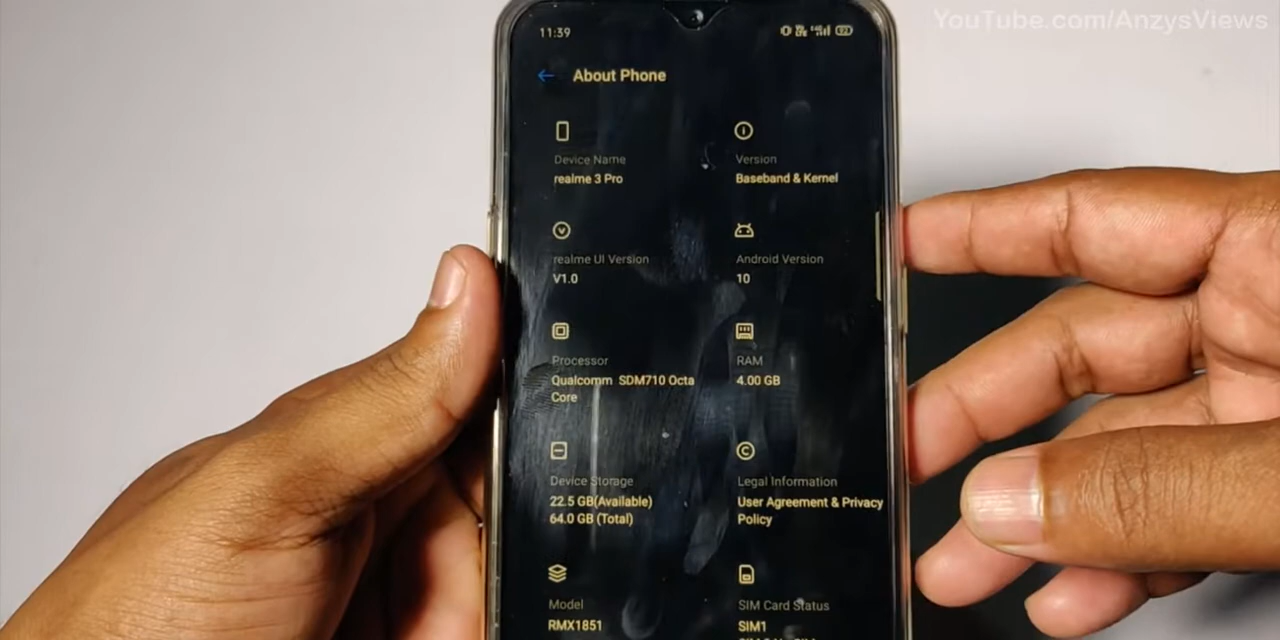 YouTube.com/AnzysViews
11:39
About Phone
Device Name
realme 3 Pro
Version
Baseband & Kernel
realme UI Version
V1.0
Android Version
10
Processor
Qualcomm SDM710 Octa
Core
RAM
4.00 GB
Device Storage
22.5 GB(Available)
64.0 GB (Total)
Legal Information
User Agreement & Privacy
Policy
Model
RMX1851
SIM Card Status
SIM1